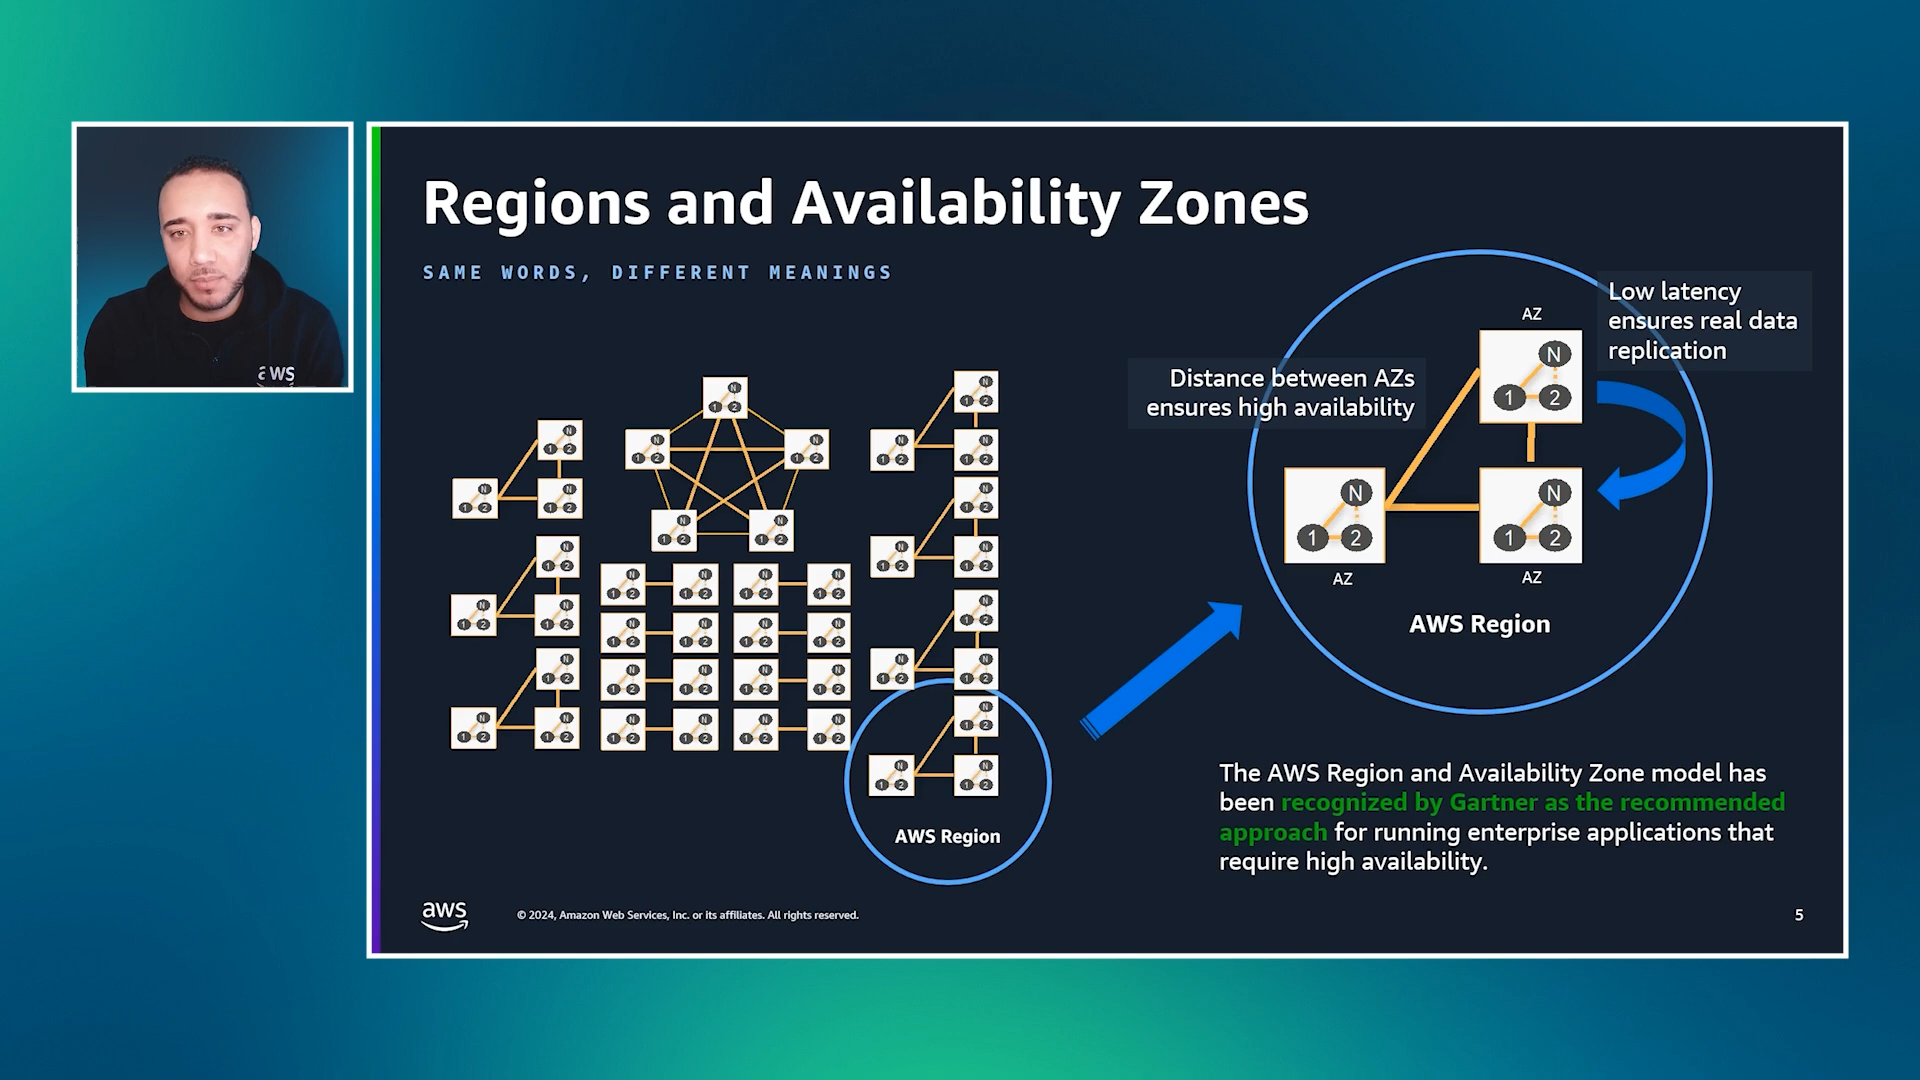 Regions and Availability Zones
SAME WORDS, DIFFERENT MEANINGS
Low latency
ensures real data
replication
Distance between AZs
ensures high availability
AZ
N
1 2
N
1 2
N
1 2
AZ
AZ
AWS Region
AWS Region
The AWS Region and Availability Zone model has
been recognized by Gartner as the recommended
approach for running enterprise applications that
require high availability.
aws
© 2024, Amazon Web Services, Inc. or its affiliates. All rights reserved.
5